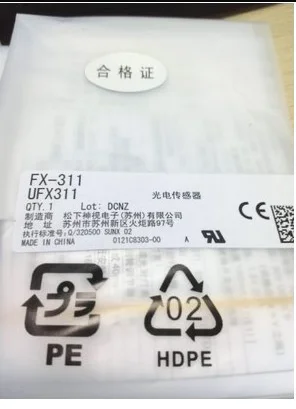 合格证
FX-311
UFX311 光电传感器
QTY.1 Lot: DCNZ
制造商 松下神视电子(苏州)有限公司
地址 苏州市苏州新区火炬路97号
执行标准号:Q/320500 SUNX 02
MADE IN CHINA 0121C8303-00 A
CE
プラ 02
PE HDPE